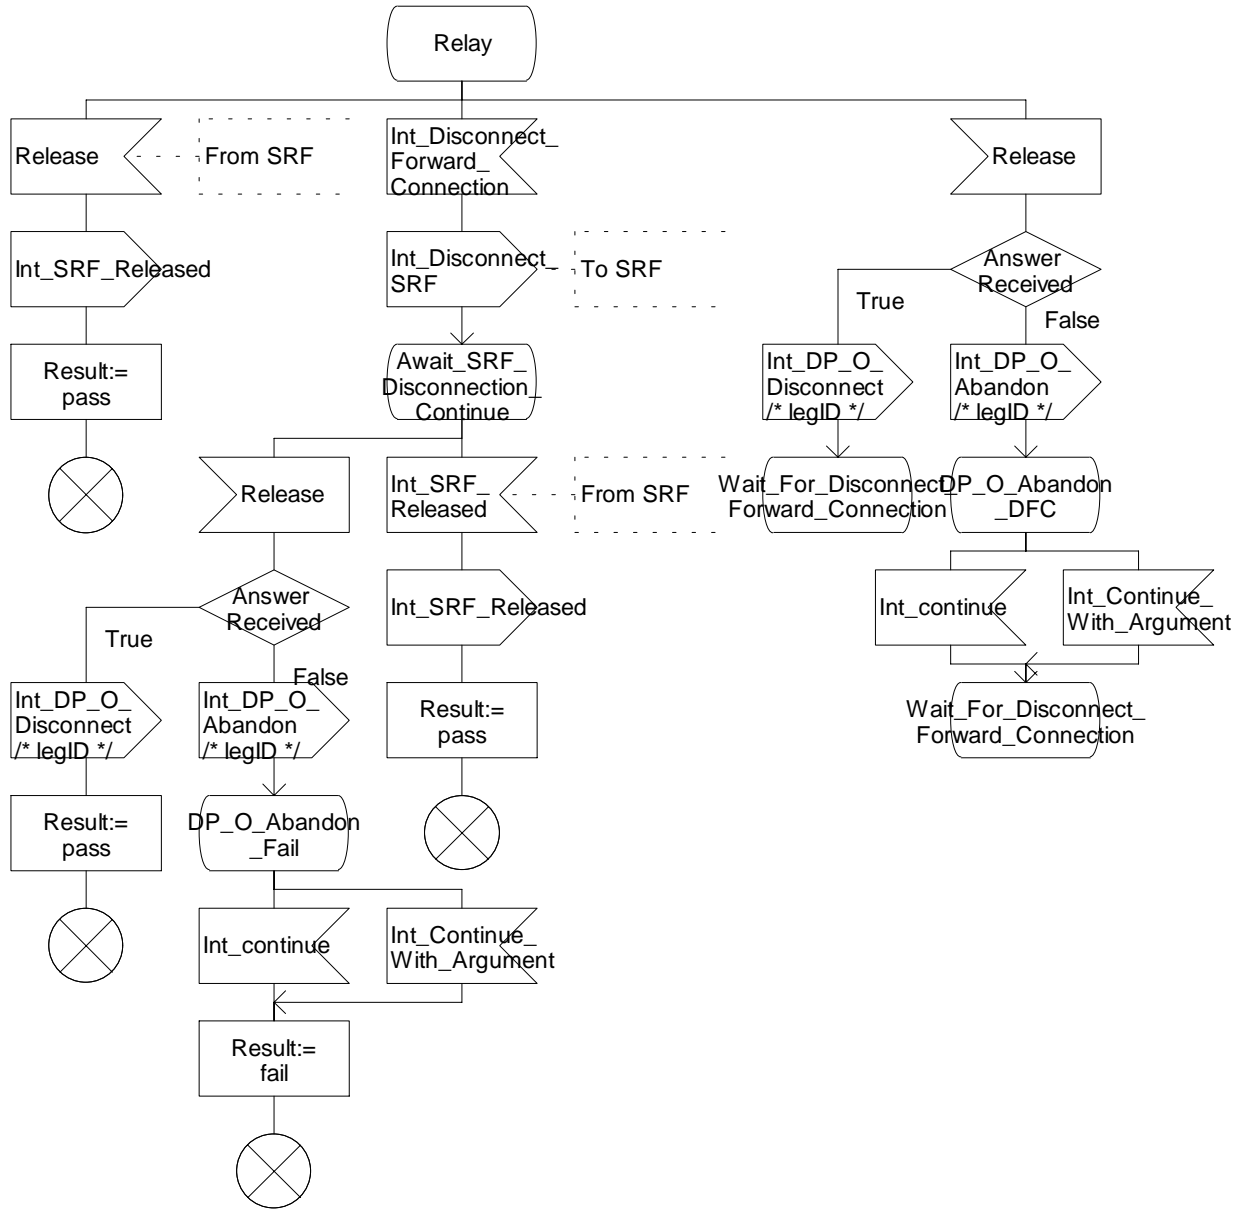 Relay
Release
From SRF
Int_Disconnect_
Forward_
Connection
Release
Int_SRF_Released
Int_Disconnect_
SRF
To SRF
Answer
Received
True
False
Result:=
pass
Await_SRF_
Disconnection_
Continue
Int_DP_O_
Disconnect
/* legID */
Int_DP_O_
Abandon
/* legID */
Release
Int_SRF_
Released
From SRF
Wait_For_Disconnect_
Forward_Connection
DP_O_Abandon
_DFC
Answer
Received
True
False
Int_SRF_Released
Int_continue
Int_Continue_
With_Argument
Int_DP_O_
Disconnect
/* legID */
Int_DP_O_
Abandon
/* legID */
Result:=
pass
Wait_For_Disconnect_
Forward_Connection
Result:=
pass
DP_O_Abandon
_Fail
Int_continue
Int_Continue_
With_Argument
Result:=
fail